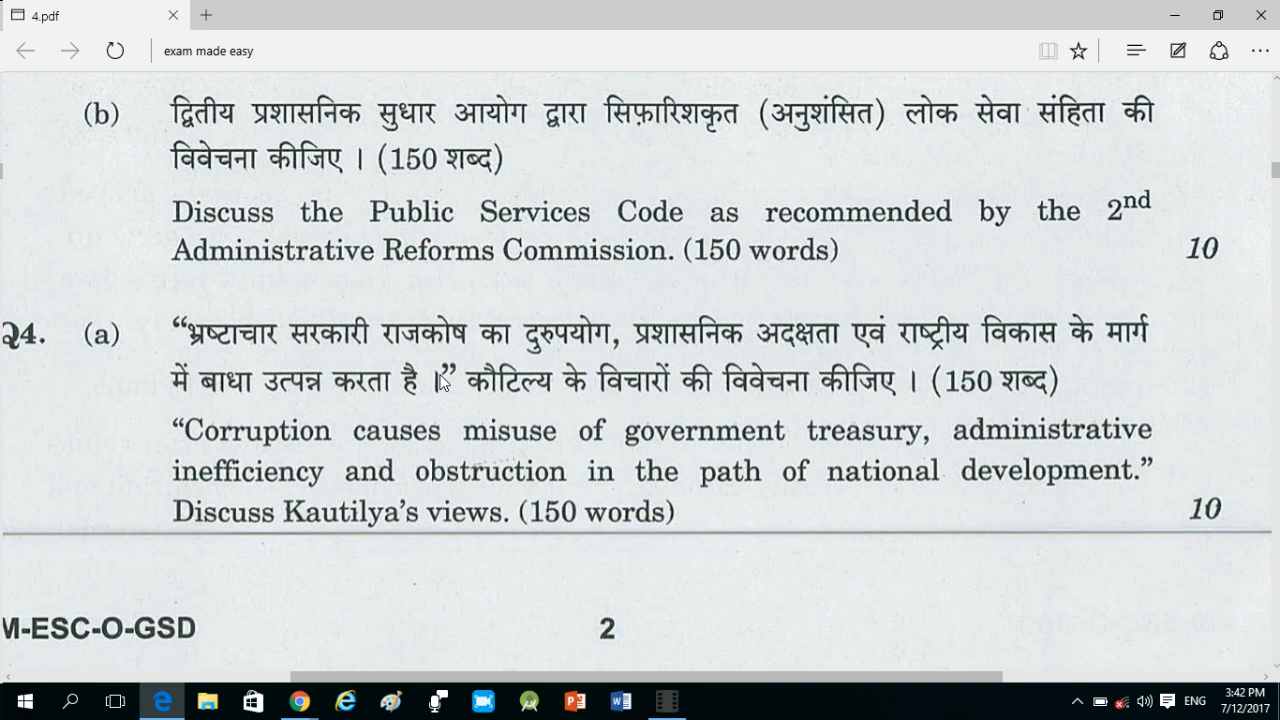 4.pdf
exam made easy
(b) द्वितीय प्रशासनिक सुधार आयोग द्वारा सिफ़ारिशकृत (अनुशंसित) लोक सेवा संहिता की
विवेचना कीजिए । (150 शब्द)
Discuss the Public Services Code as recommended by the 2nd
Administrative Reforms Commission. (150 words) 10
Q4. (a) “भ्रष्टाचार सरकारी राजकोष का दुरुपयोग, प्रशासनिक अदक्षता एवं राष्ट्रीय विकास के मार्ग
में बाधा उत्पन्न करता है ।” कौटिल्य के विचारों की विवेचना कीजिए । (150 शब्द)
“Corruption causes misuse of government treasury, administrative
inefficiency and obstruction in the path of national development.”
Discuss Kautilya’s views. (150 words) 10
M-ESC-O-GSD 2
ENG
3:42 PM
7/12/2017